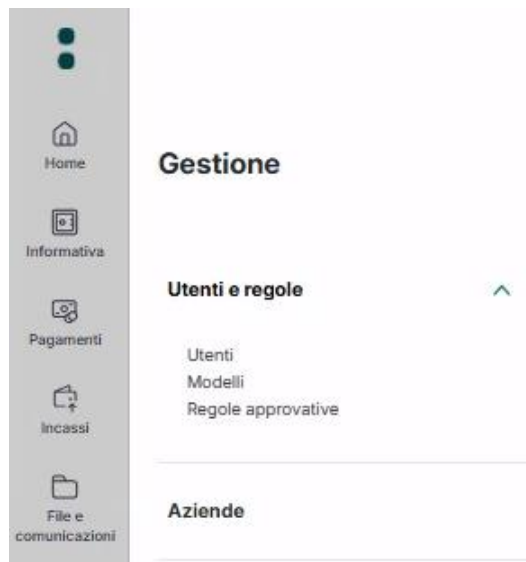 Home
Informativa
Pagamenti
Incassi
File e
comunicazioni
Gestione
Utenti e regole
Utenti
Modelli
Regole approvative
Aziende